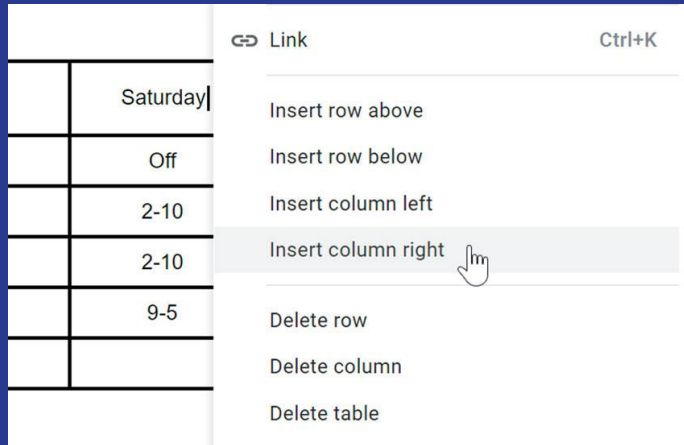 Link Ctrl+K
Saturday
Insert row above
Off
Insert row below
2-10
Insert column left
2-10
Insert column right
9-5
Delete row
Delete column
Delete table